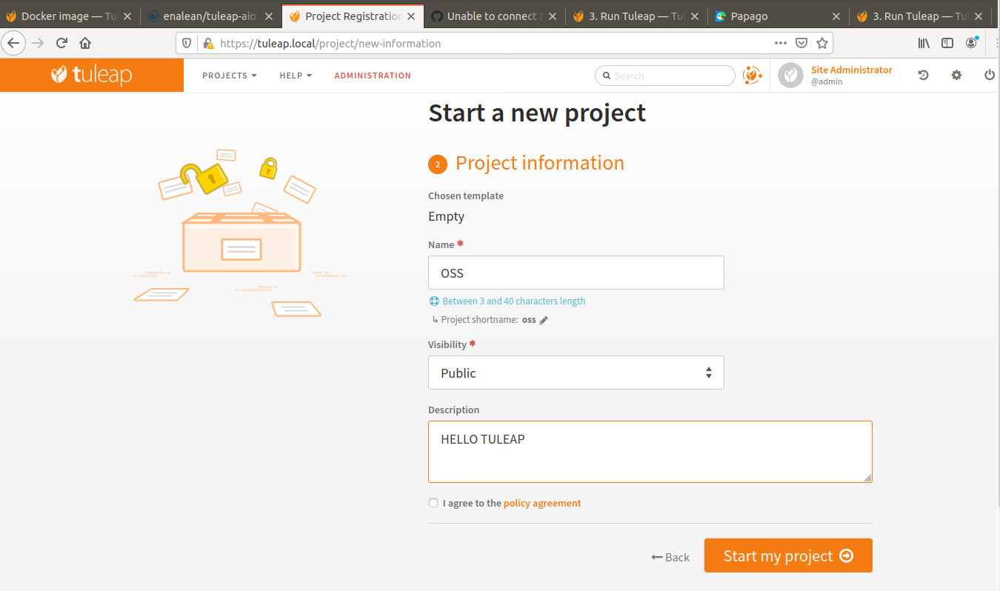 Docker image — Tu
enalean/tuleap-aio
Project Registration
Unable to connect t
3. Run Tuleap — Tul
Papago
3. Run Tuleap — Tul
https://tuleap.local/project/new-information
tuleap
PROJECTS
HELP
ADMINISTRATION
Search
Site Administrator
@admin
Start a new project
2 Project information
Chosen template
Empty
Name *
OSS
Between 3 and 40 characters length
↳ Project shortname: oss
Visibility *
Public
Description
HELLO TULEAP
I agree to the policy agreement
Back
Start my project